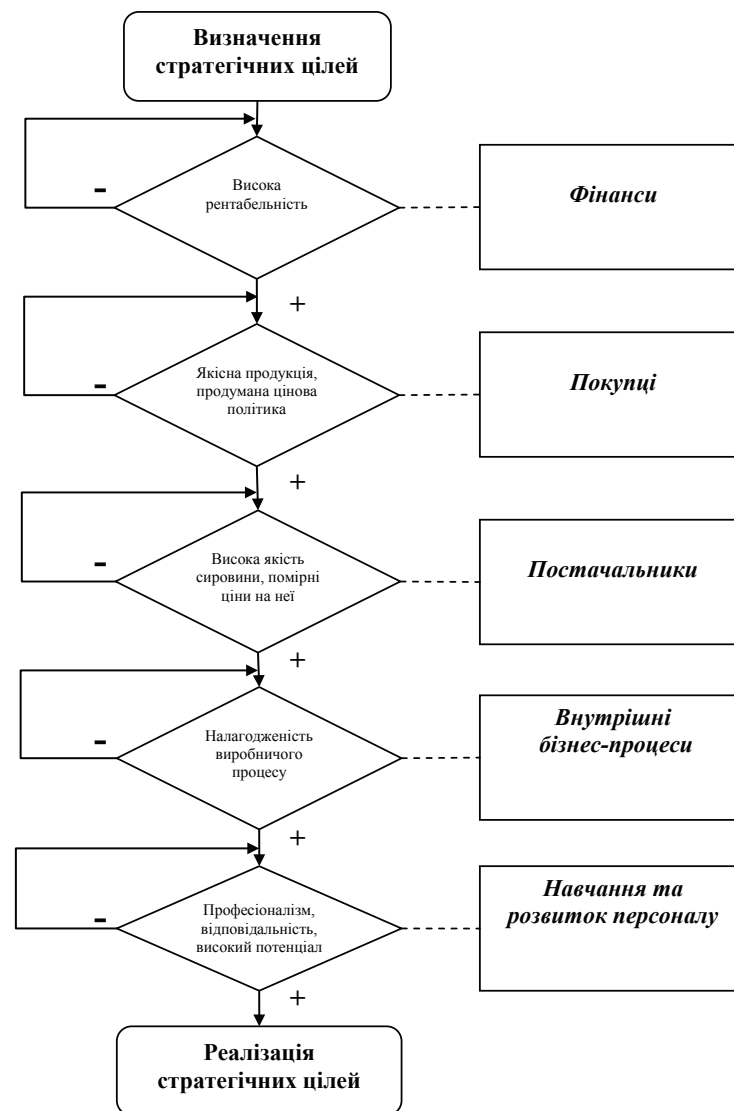 Визначення
стратегічних цілей
-
Висока
рентабельність
Фінанси
+
-
Якісна продукція,
продумана цінова
політика
Покупці
+
-
Висока якість
сировини, помірні
ціни на неї
Постачальники
+
-
Налагодженість
виробничого
процесу
Внутрішні
бізнес-процеси
+
-
Професіоналізм,
відповідальність,
високий потенціал
Навчання та
розвиток персоналу
+
Реалізація
стратегічних цілей